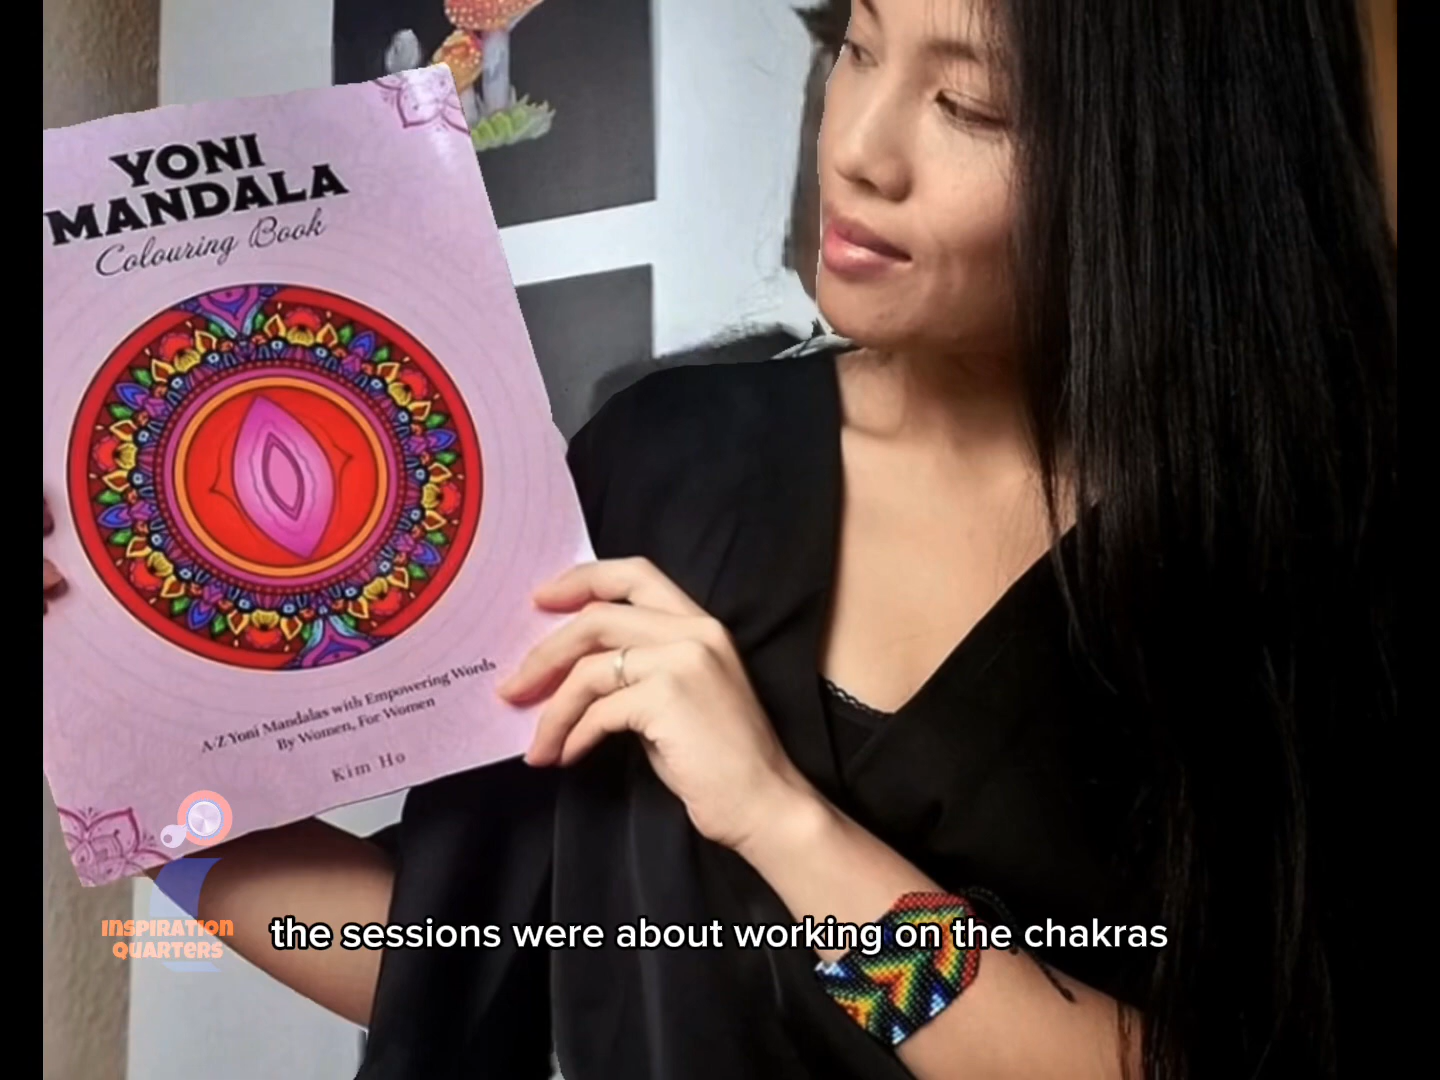 YONI
MANDALA
Colouring Book
A-Z Yoni Mandalas with Empowering Words
By Women, For Women
Kim Ho
INSPIRATION
QUARTERS
the sessions were about working on the chakras